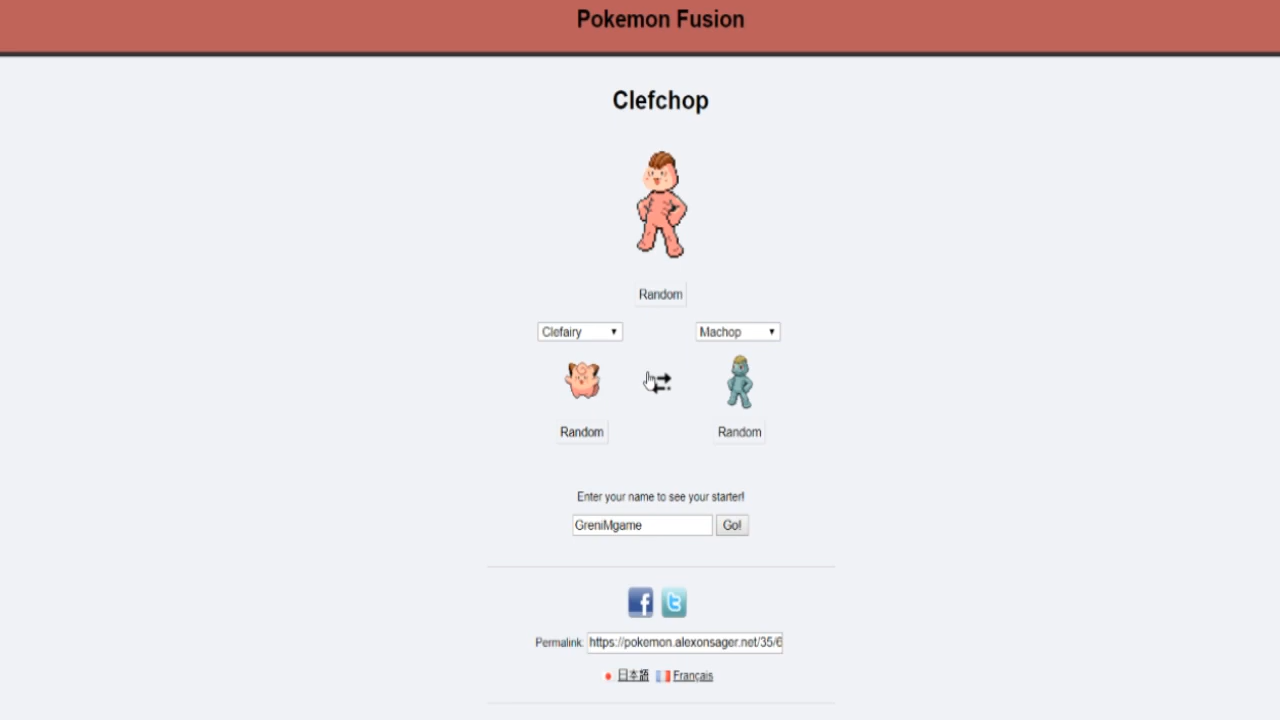 Pokemon Fusion
Clefchop
Random
Clefairy
Machop
Random
Random
Enter your name to see your starter!
GreniMgame Go!
Permalink: https://pokemon.alexonsager.net/35/6
日本語 Français